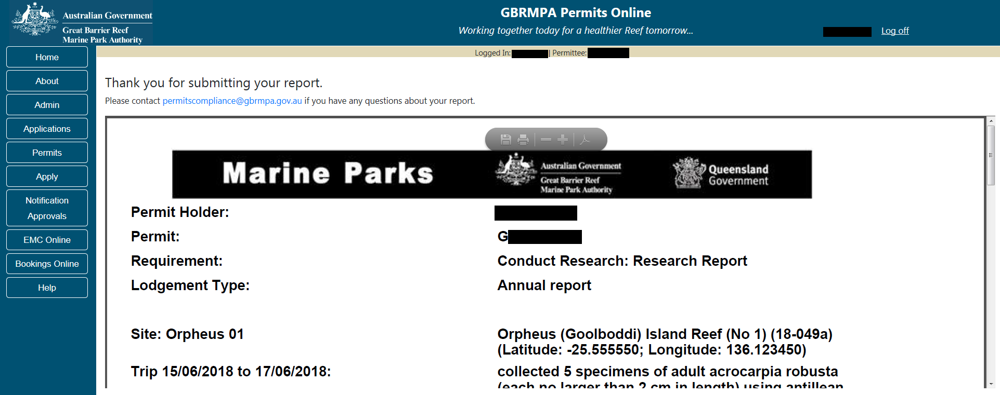 Australian Government
Great Barrier Reef
Marine Park Authority
GBRMPA Permits Online
Working together today for a healthier Reef tomorrow...
Log off
Logged In: | Permittee:
Home
About
Admin
Applications
Permits
Apply
Notification
Approvals
EMC Online
Bookings Online
Help
Thank you for submitting your report.
Please contact permitscompliance@gbrmpa.gov.au if you have any questions about your report.
Marine Parks
Australian Government
Great Barrier Reef
Marine Park Authority
Queensland
Government
Permit Holder:
Permit: G
Requirement: Conduct Research: Research Report
Lodgement Type: Annual report
Site: Orpheus 01 Orpheus (Goolboddi) Island Reef (No 1) (18-049a)
(Latitude: -25.555550; Longitude: 136.123450)
Trip 15/06/2018 to 17/06/2018: collected 5 specimens of adult acrocarpia robusta
(each no larger than 2 cm in length) using antillean